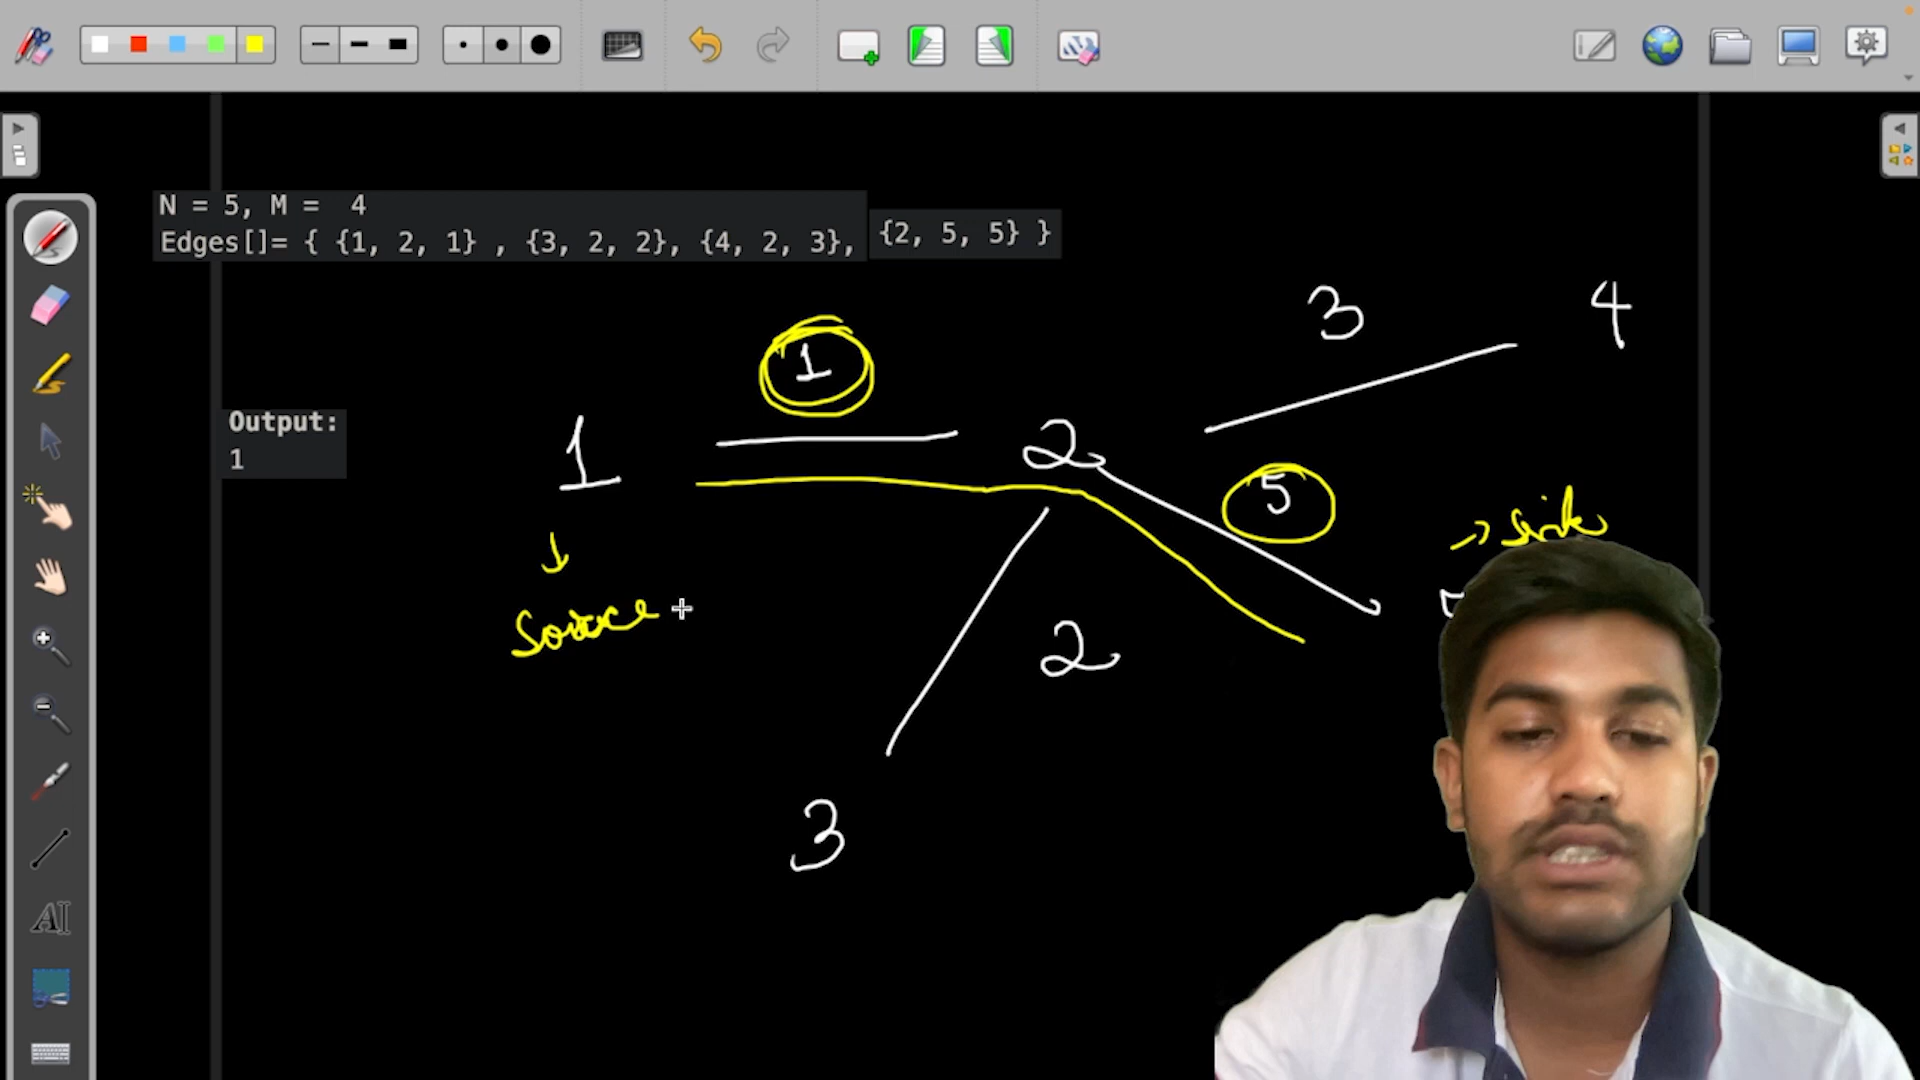 N = 5, M =  4
Edges[]= { {1, 2, 1} , {3, 2, 2}, {4, 2, 3}, {2, 5, 5} }
3 4
1
Output:
1
1 2
5
-> Sink
Source
2
3
AI